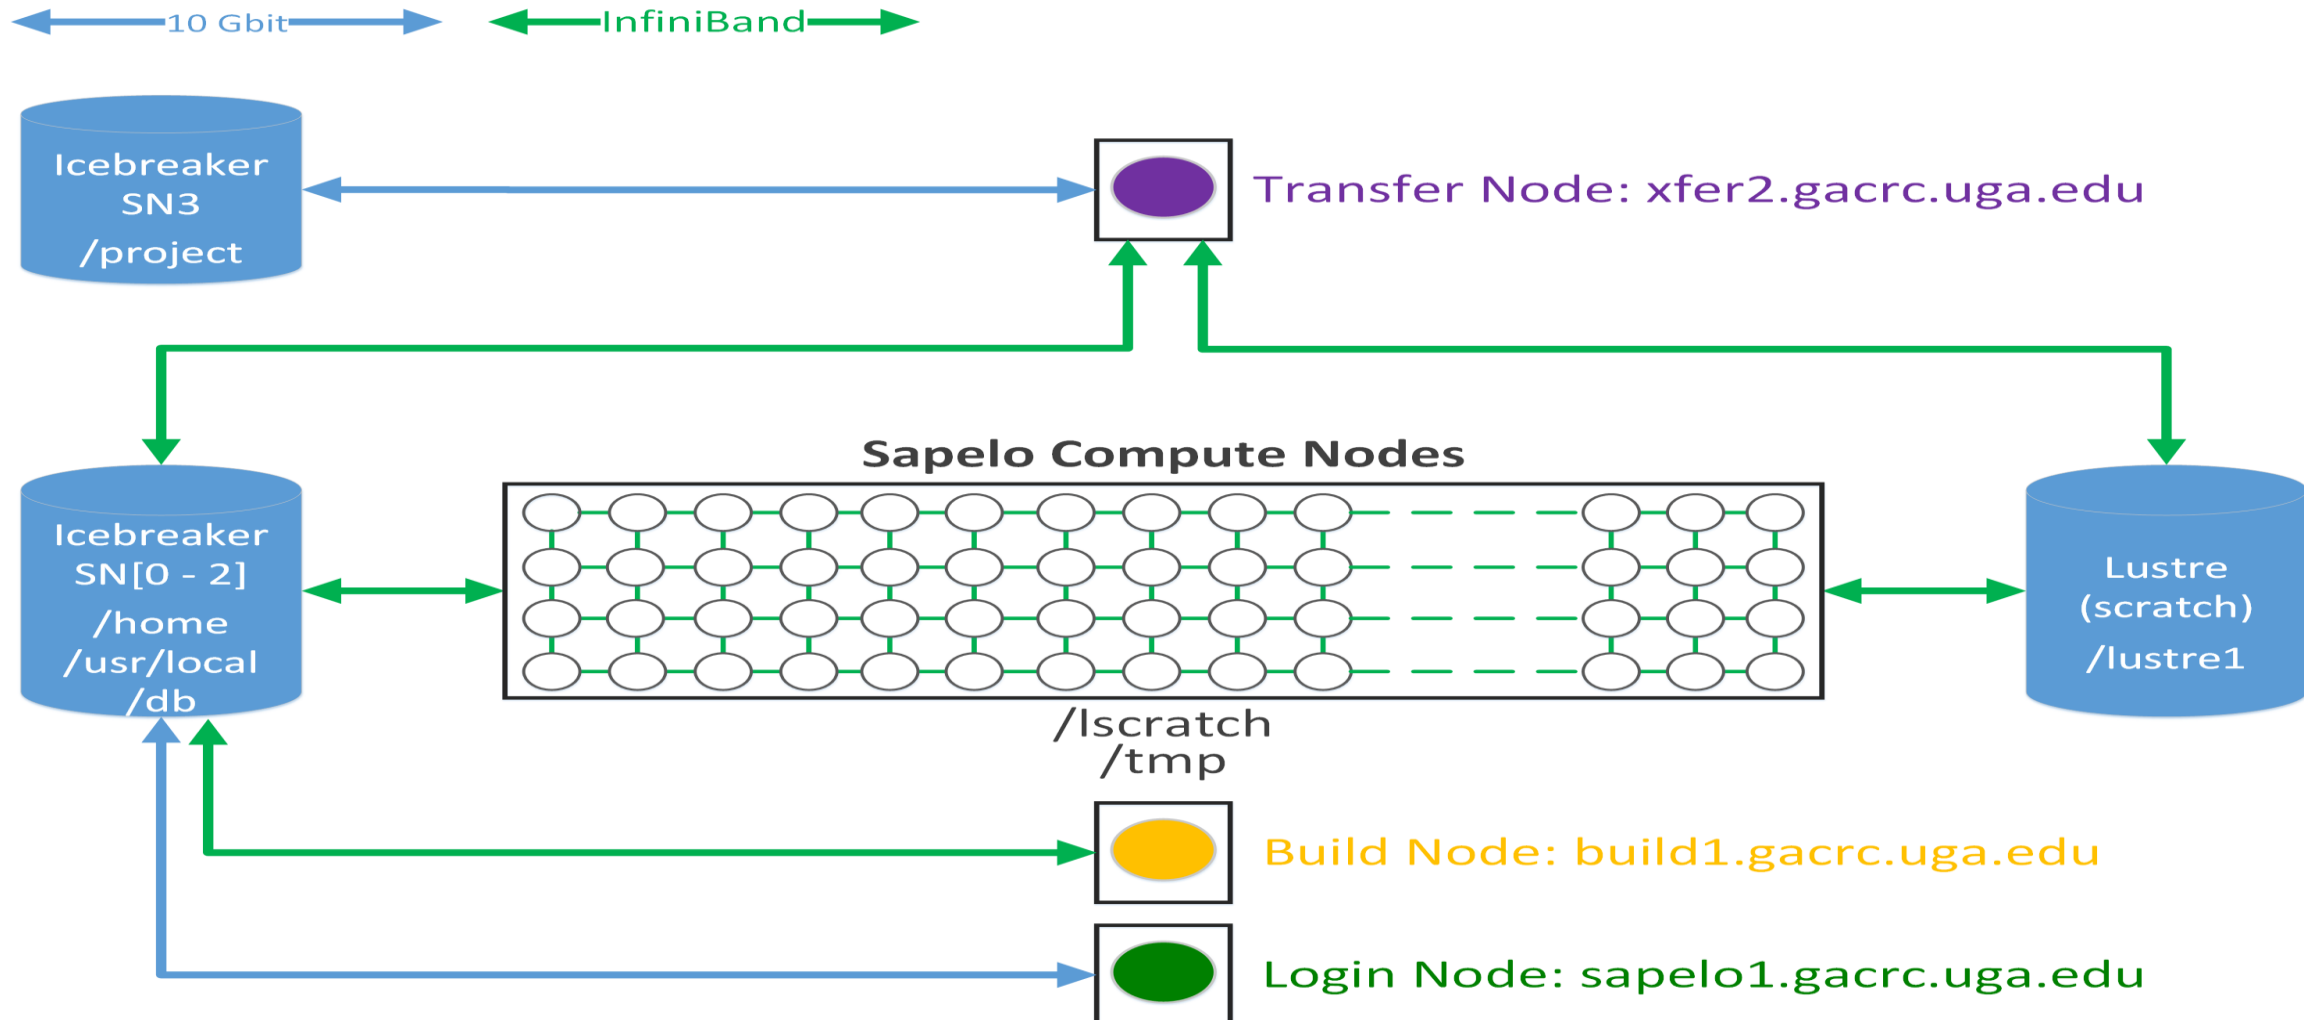 10 Gbit
InfiniBand
Icebreaker
SN3
/project
Transfer Node: xfer2.gacrc.uga.edu
Sapelo Compute Nodes
Icebreaker
SN[0 - 2]
/home
/usr/local
/db
Lustre
(scratch)
/lustre1
/lscratch
/tmp
Build Node: build1.gacrc.uga.edu
Login Node: sapelo1.gacrc.uga.edu